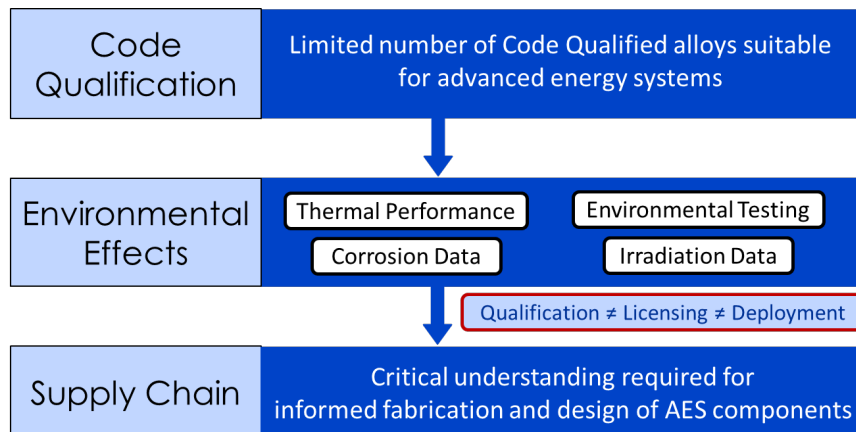 Code
Qualification
Limited number of Code Qualified alloys suitable
for advanced energy systems
Environmental
Effects
Thermal Performance
Environmental Testing
Corrosion Data
Irradiation Data
Qualification ≠ Licensing ≠ Deployment
Supply Chain
Critical understanding required for
informed fabrication and design of AES components